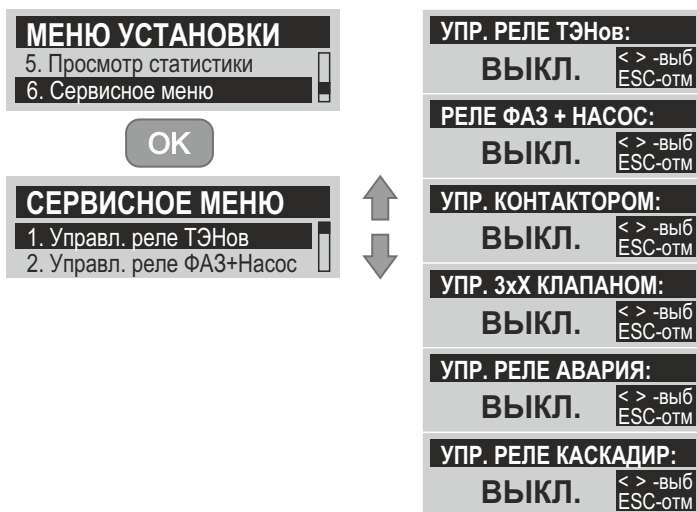 МЕНЮ УСТАНОВКИ
5. Просмотр статистики
6. Сервисное меню
OK
СЕРВИСНОЕ МЕНЮ
1. Управл. реле ТЭНов
2. Управл. реле ФАЗ+Насос
УПР. РЕЛЕ ТЭНов:
ВЫКЛ.
< > -выб
ESC-отм
РЕЛЕ ФАЗ + НАСОС:
ВЫКЛ.
< > -выб
ESC-отм
УПР. КОНТАКТОРОМ:
ВЫКЛ.
< > -выб
ESC-отм
УПР. 3хХ КЛАПАНОМ:
ВЫКЛ.
< > -выб
ESC-отм
УПР. РЕЛЕ АВАРИЯ:
ВЫКЛ.
< > -выб
ESC-отм
УПР. РЕЛЕ КАСКАДИР:
ВЫКЛ.
< > -выб
ESC-отм